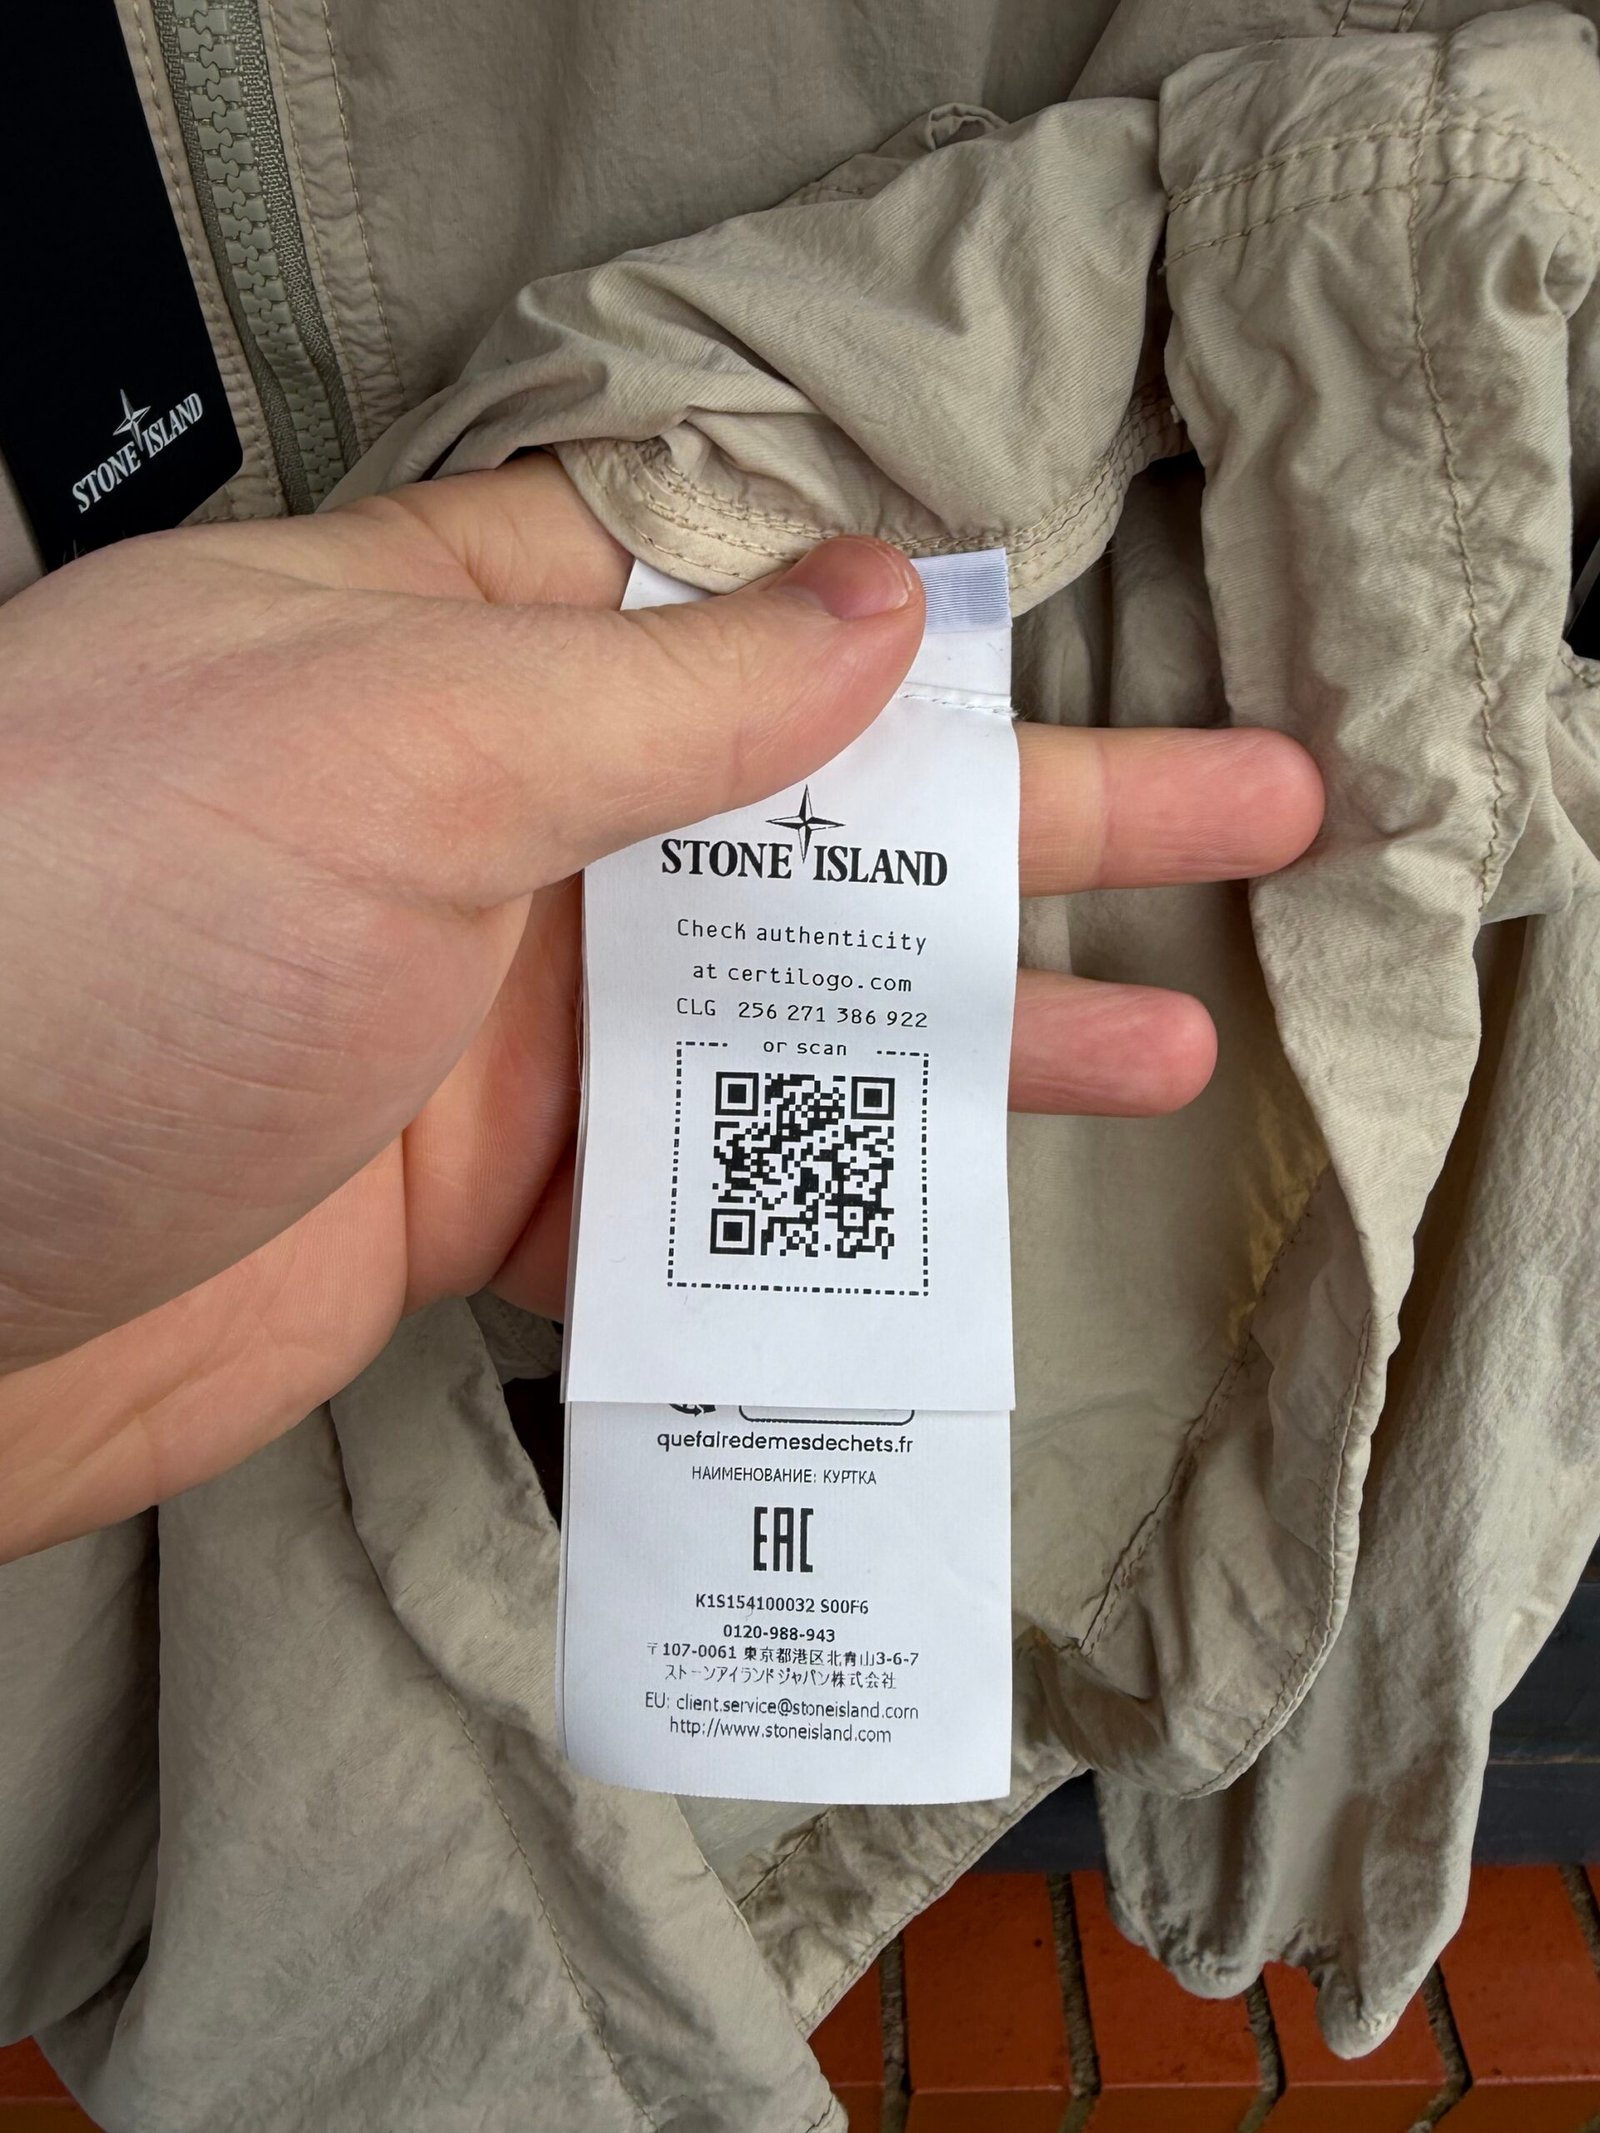 STONE ISLAND
STONE ISLAND
Check authenticity
at certilogo.com
CLG 256 271 386 922
or scan
quefairedemesdechets.fr
НАИМЕНОВАНИЕ: КУРТКА
EAC
K1S154100032 S00F6
0120-988-943
〒107-0061 東京都港区北青山3-6-7
ストーンアイランドジャパン株式会社
EU: client.service@stoneisland.com
http://www.stoneisland.com